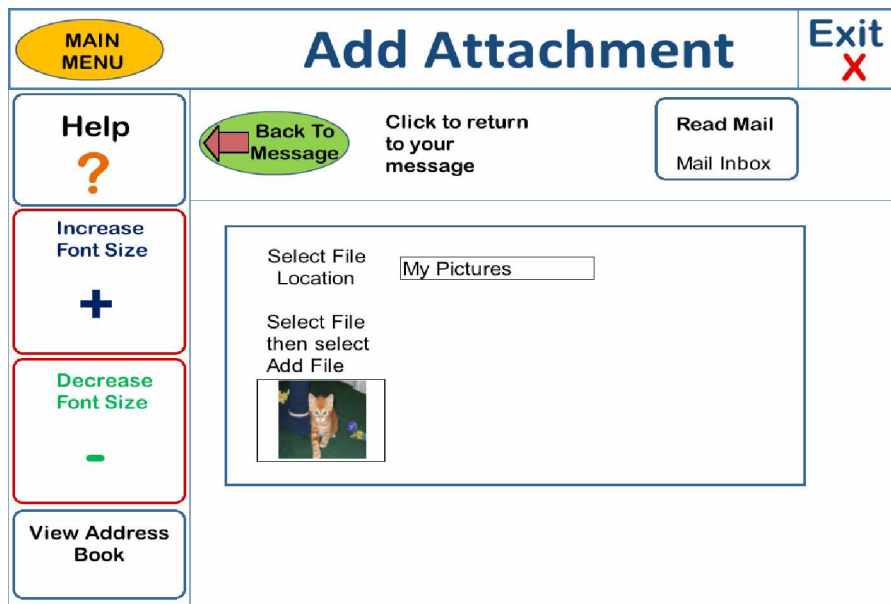 MAIN
MENU
Add Attachment
Exit
X
Help
?
Back To
Message
Click to return
to your
message
Read Mail
Mail Inbox
Increase
Font Size
+
Select File
Location
My Pictures
Select File
then select
Add File
Decrease
Font Size
-
View Address
Book